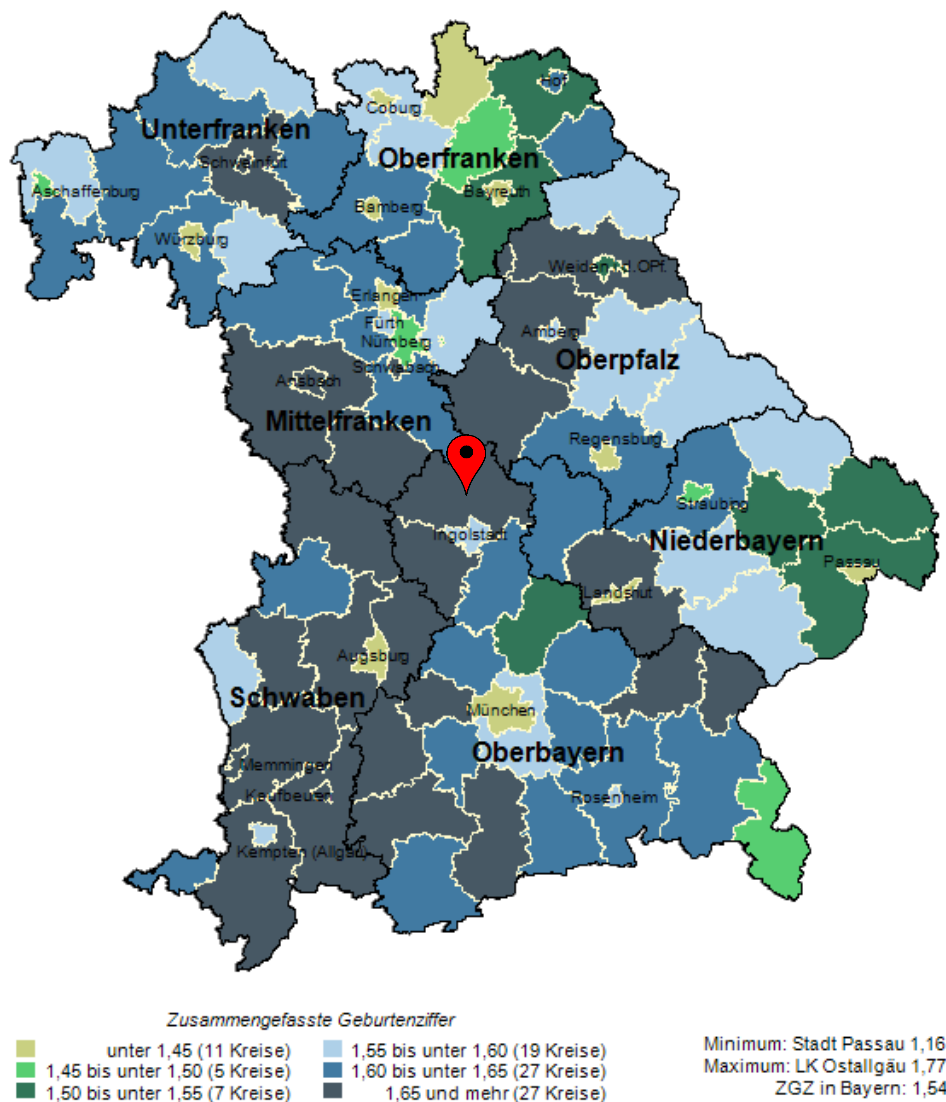 Hof
Coburg
Unterfranken
Oberfranken
Schweinfurt
Aschaffenburg
Bayreuth
Bamberg
Würzburg
Weiden i.d.OPf.
Erlangen
Fürth
Amberg
Nürnberg
Oberpfalz
Schwabach
Ansbach
Mittelfranken
Regensburg
Straubing
Ingolstadt
Niederbayern
Passau
Landshut
Augsburg
Schwaben
München
Oberbayern
Memmingen
Kaufbeuren
Rosenheim
Kempten (Allgäu)
Zusammengefasste Geburtenziffer
unter 1,45 (11 Kreise)
1,45 bis unter 1,50 (5 Kreise)
1,50 bis unter 1,55 (7 Kreise)
1,55 bis unter 1,60 (19 Kreise)
1,60 bis unter 1,65 (27 Kreise)
1,65 und mehr (27 Kreise)
Minimum: Stadt Passau 1,16
Maximum: LK Ostallgäu 1,77
ZGZ in Bayern: 1,54